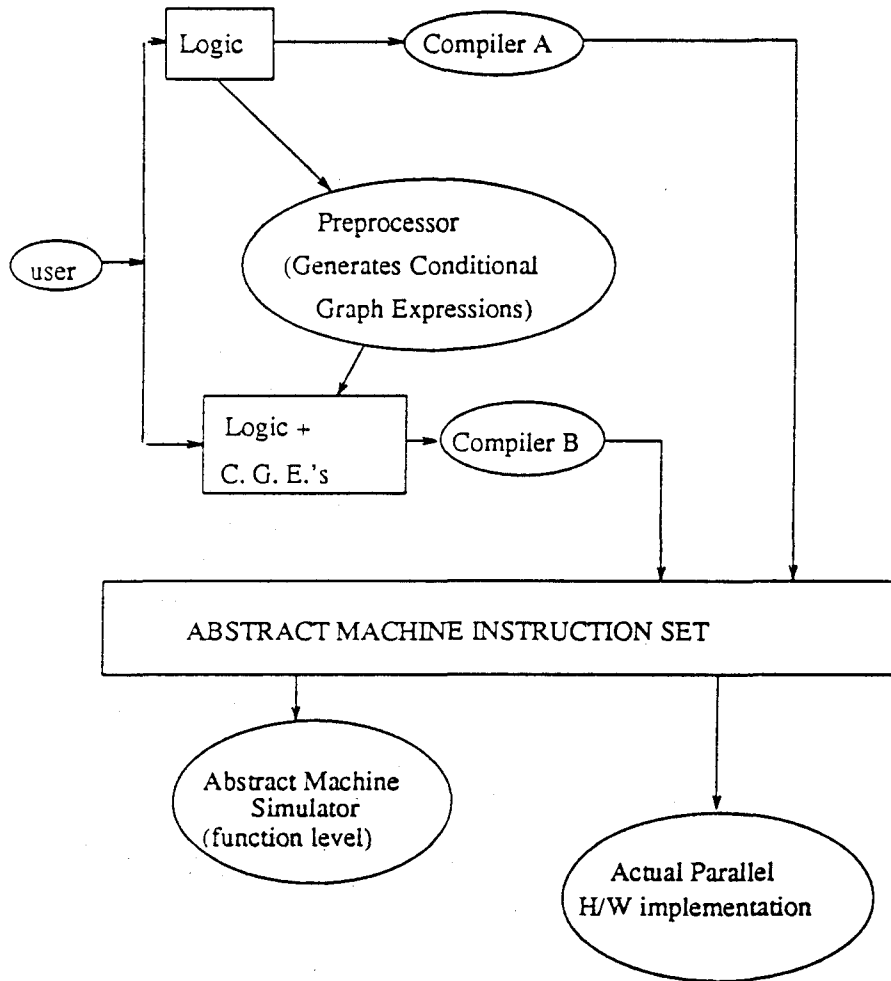 Logic
Compiler A
Preprocessor
(Generates Conditional
Graph Expressions)
user
Logic +
C. G. E.'s
Compiler B
ABSTRACT MACHINE INSTRUCTION SET
Abstract Machine
Simulator
(function level)
Actual Parallel
H/W implementation